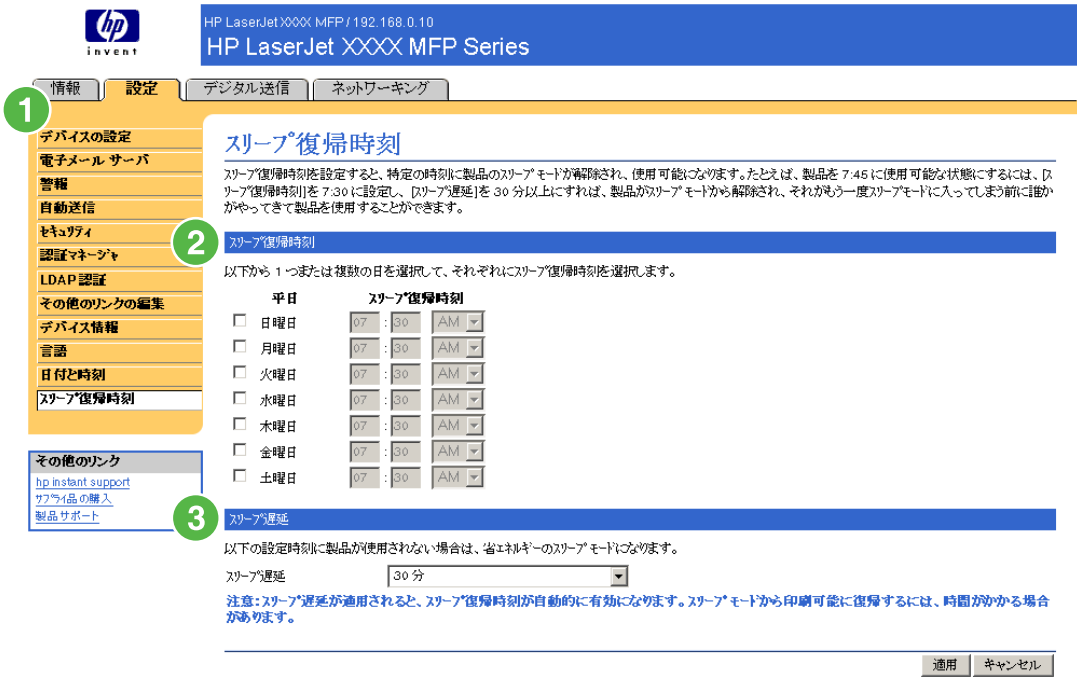 hp
invent
HP LaserJet XXXX MFP / 192.168.0.10
HP LaserJet XXXX MFP Series
情報
設定
デジタル送信
ネットワーキング
1
デバイスの設定
電子メール サーバ
警報
自動送信
セキュリティ
認証マネージャ
LDAP 認証
その他のリンクの編集
デバイス情報
言語
日付と時刻
スリープ復帰時刻
その他のリンク
hp instant support
サプライ品の購入
製品サポート
スリープ復帰時刻
スリープ復帰時刻を設定すると、特定の時刻に製品のスリープ モードが解除され、使用可能になります。たとえば、製品を 7:45 に使用可能な状態にするには、[ス
リープ復帰時刻]を 7:30 に設定し、[スリープ遅延]を 30 分以上にすれば、製品がスリープ モードから解除され、それがもう一度スリープ モードに入ってしまう前に誰か
がやってきて製品を使用することができます。
2
スリープ復帰時刻
以下から 1 つまたは複数の日を選択して、それぞれにスリープ復帰時刻を選択します。
平日 スリープ復帰時刻
日曜日 07 : 30 AM
月曜日 07 : 30 AM
火曜日 07 : 30 AM
水曜日 07 : 30 AM
木曜日 07 : 30 AM
金曜日 07 : 30 AM
土曜日 07 : 30 AM
3
スリープ遅延
以下の設定時刻に製品が使用されない場合は、省エネルギーのスリープ モードになります。
スリープ遅延 30 分
注意:スリープ遅延が適用されると、スリープ復帰時刻が自動的に有効になります。スリープ モードから印刷可能に復帰するには、時間がかかる場合
があります。
適用 キャンセル